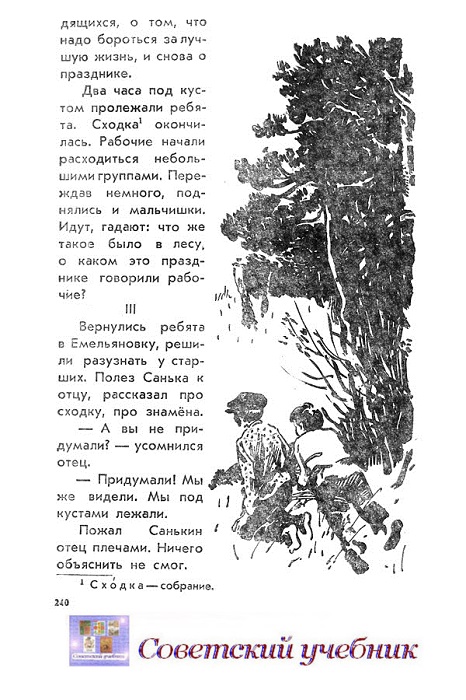 дящихся, о том, что
надо бороться за луч-
шую жизнь, и снова о
празднике.
Два часа под кус-
том пролежали ребя-
та. Сходка¹ окончи-
лась. Рабочие начали
расходиться неболь-
шими группами. Пере-
ждав немного, под-
нялись и мальчишки.
Идут, гадают: что же
такое было в лесу,
о каком это празд-
нике говорили рабо-
чие?
III
Вернулись ребята
в Емельяновку, реши-
ли разузнать у стар-
ших. Полез Санька к
отцу, рассказал про
сходку, про знамёна.
— А вы не при-
думали? — усомнился
отец.
— Придумали! Мы
же видели. Мы под
кустами лежали.
Пожал Санькин
отец плечами. Ничего
объяснить не смог.
¹ Схо́дка — собрание.
240
Советский учебник